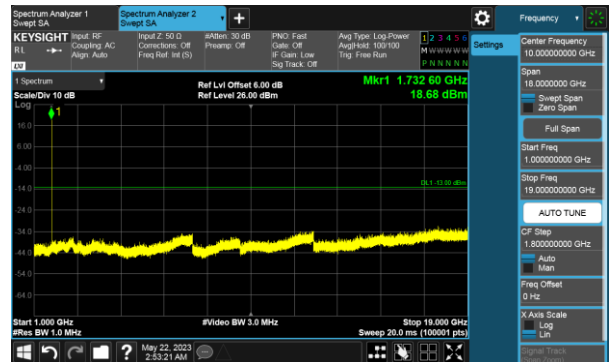 Spectrum Analyzer 1
Swept SA
Spectrum Analyzer 2
Swept SA
+
Frequency
KEYSIGHT
RL
LXI
Input: RF
Coupling: AC
Align: Auto
Input Z: 50 Ω
Corrections: Off
Freq Ref: Int (S)
#Atten: 30 dB
Preamp: Off
PNO: Fast
Gate: Off
IF Gain: Low
Sig Track: Off
Avg Type: Log-Power
Avg|Hold: 100/100
Trig: Free Run
1 2 3 4 5 6
M W W W W W
P N N N N N
Settings
1 Spectrum
Scale/Div 10 dB
Log
Ref Lvl Offset 6.00 dB
Ref Level 26.00 dBm
Mkr1 1.732 60 GHz
18.68 dBm
1
16.0
6.00
-4.00
-14.0
-24.0
-34.0
-44.0
-54.0
-64.0
DL1 -13.00 dBm
Start 1.000 GHz
#Res BW 1.0 MHz
#Video BW 3.0 MHz
Stop 19.000 GHz
Sweep 20.0 ms (100001 pts)
Center Frequency
10.000000000 GHz
Span
18.0000000 GHz
Swept Span
Zero Span
Full Span
Start Freq
1.000000000 GHz
Stop Freq
19.000000000 GHz
AUTO TUNE
CF Step
1.800000000 GHz
Auto
Man
Freq Offset
0 Hz
X Axis Scale
Log
Lin
Signal Track
(Span Zoom)
?
May 22, 2023
2:53:21 AM